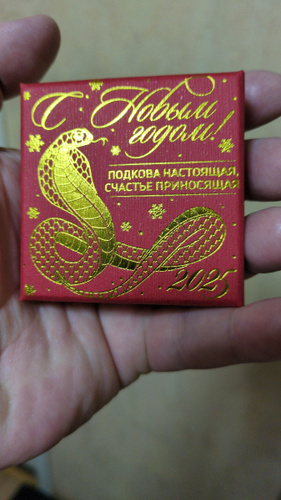 С Новым
годом!
ПОДКОВА НАСТОЯЩАЯ,
СЧАСТЬЕ ПРИНОСЯЩАЯ
2025